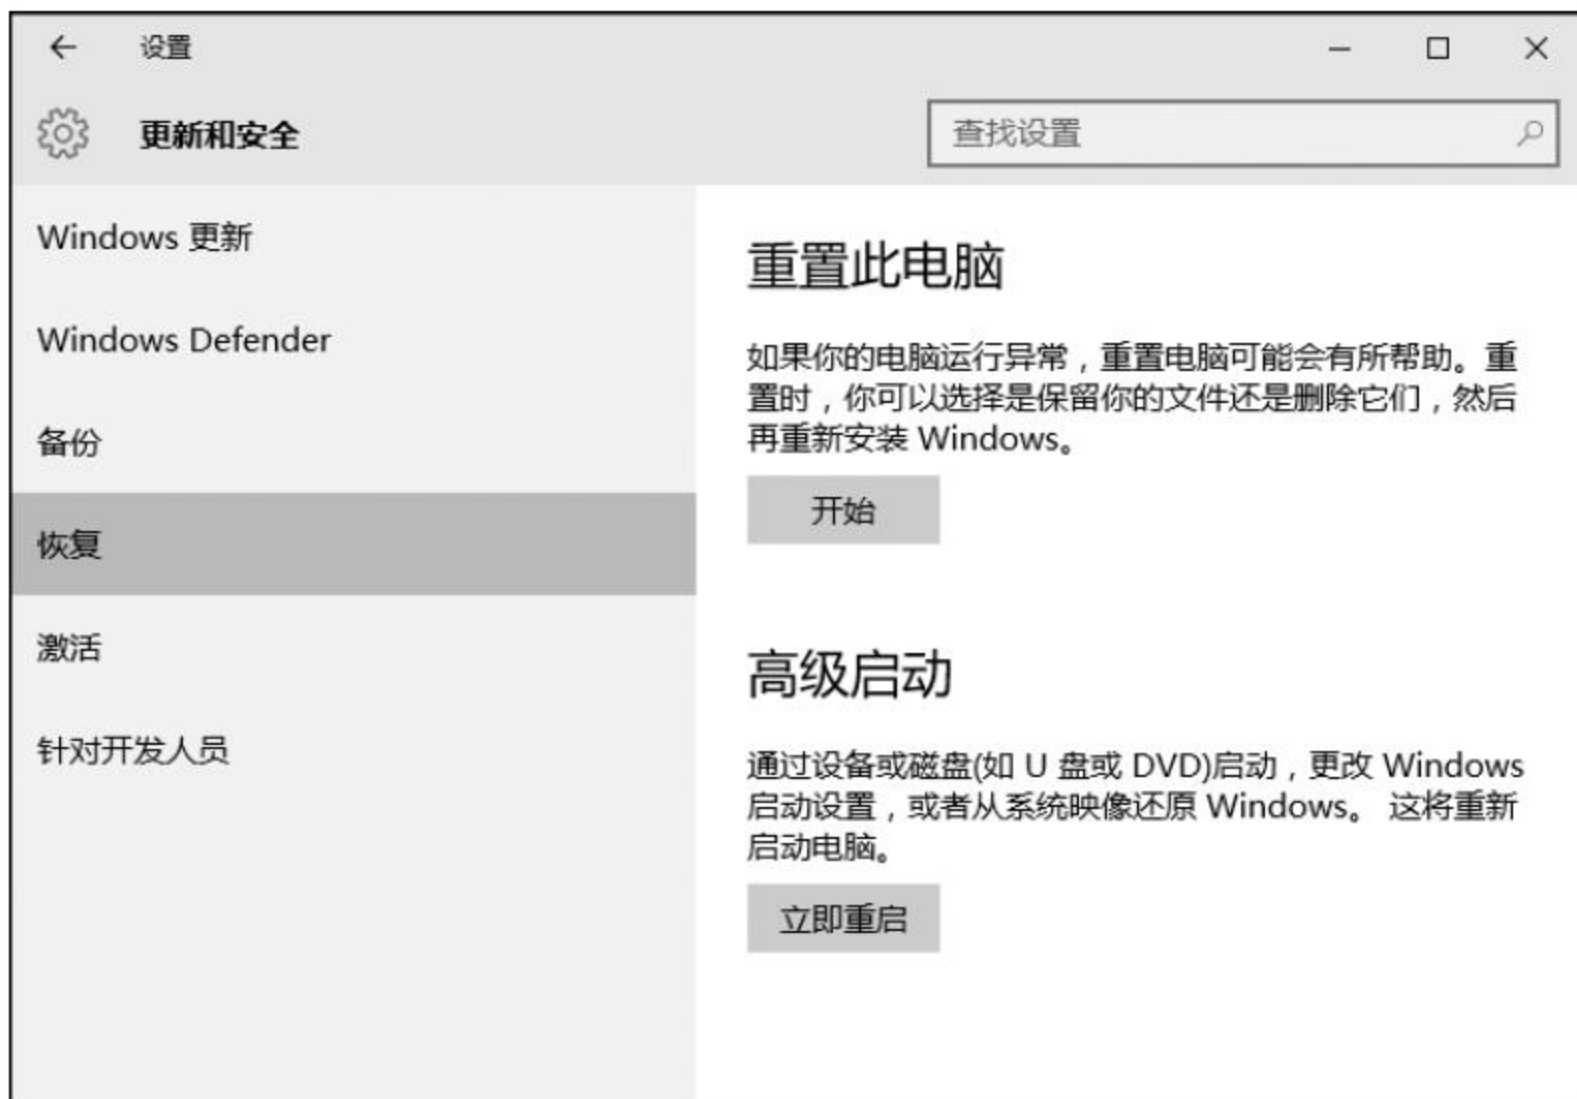 设置
更新和安全
查找设置
Windows 更新
Windows Defender
备份
恢复
激活
针对开发人员
重置此电脑
如果你的电脑运行异常，重置电脑可能会有所帮助。重
置时，你可以选择是保留你的文件还是删除它们，然后
再重新安装 Windows。
开始
高级启动
通过设备或磁盘(如 U 盘或 DVD)启动，更改 Windows
启动设置，或者从系统映像还原 Windows。 这将重新
启动电脑。
立即重启